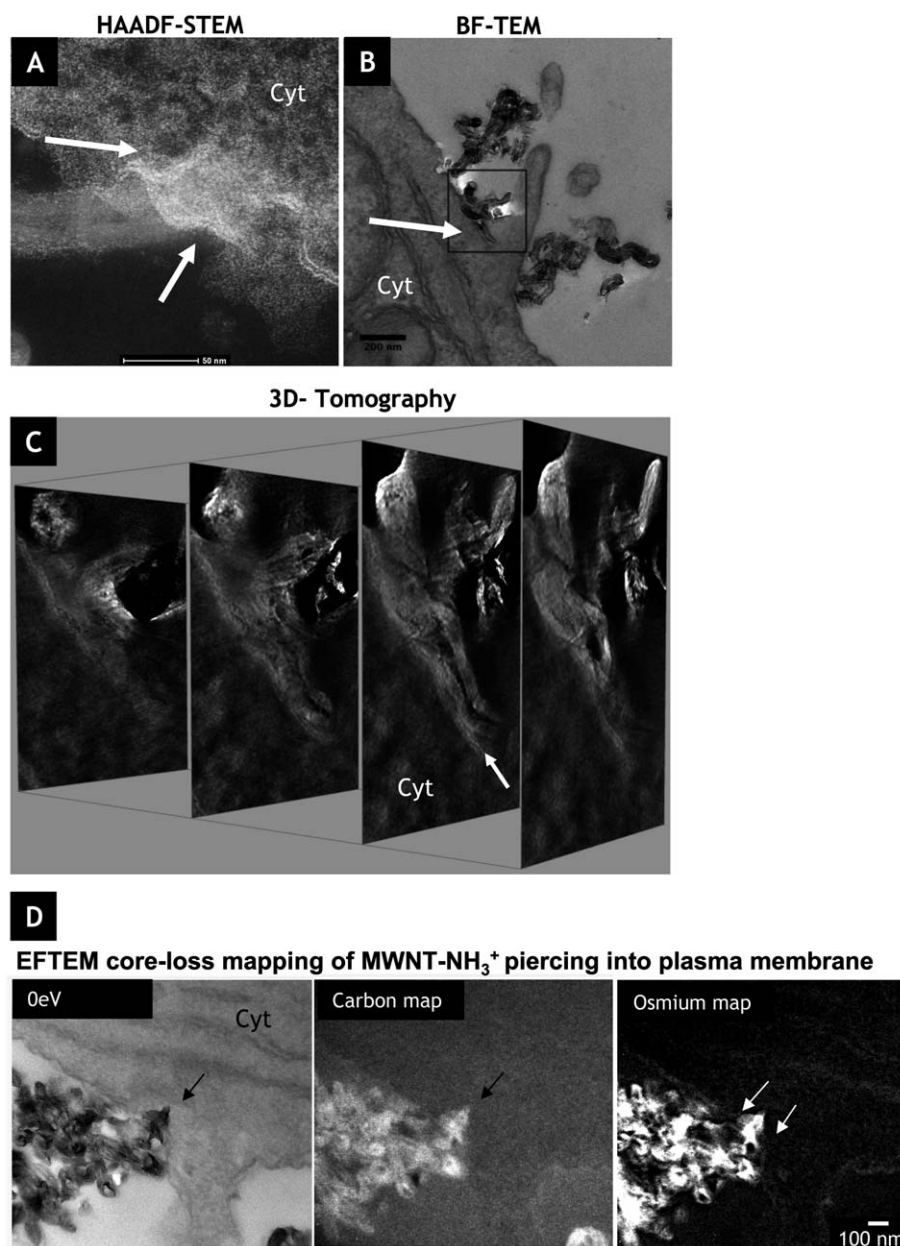 HAADF-STEM
BF-TEM
A
Cyt
50 nm
B
Cyt
200 nm
3D- Tomography
C
Cyt
D
EFTEM core-loss mapping of MWNT-NH₃⁺ piercing into plasma membrane
0eV
Cyt
Carbon map
Osmium map
100 nm